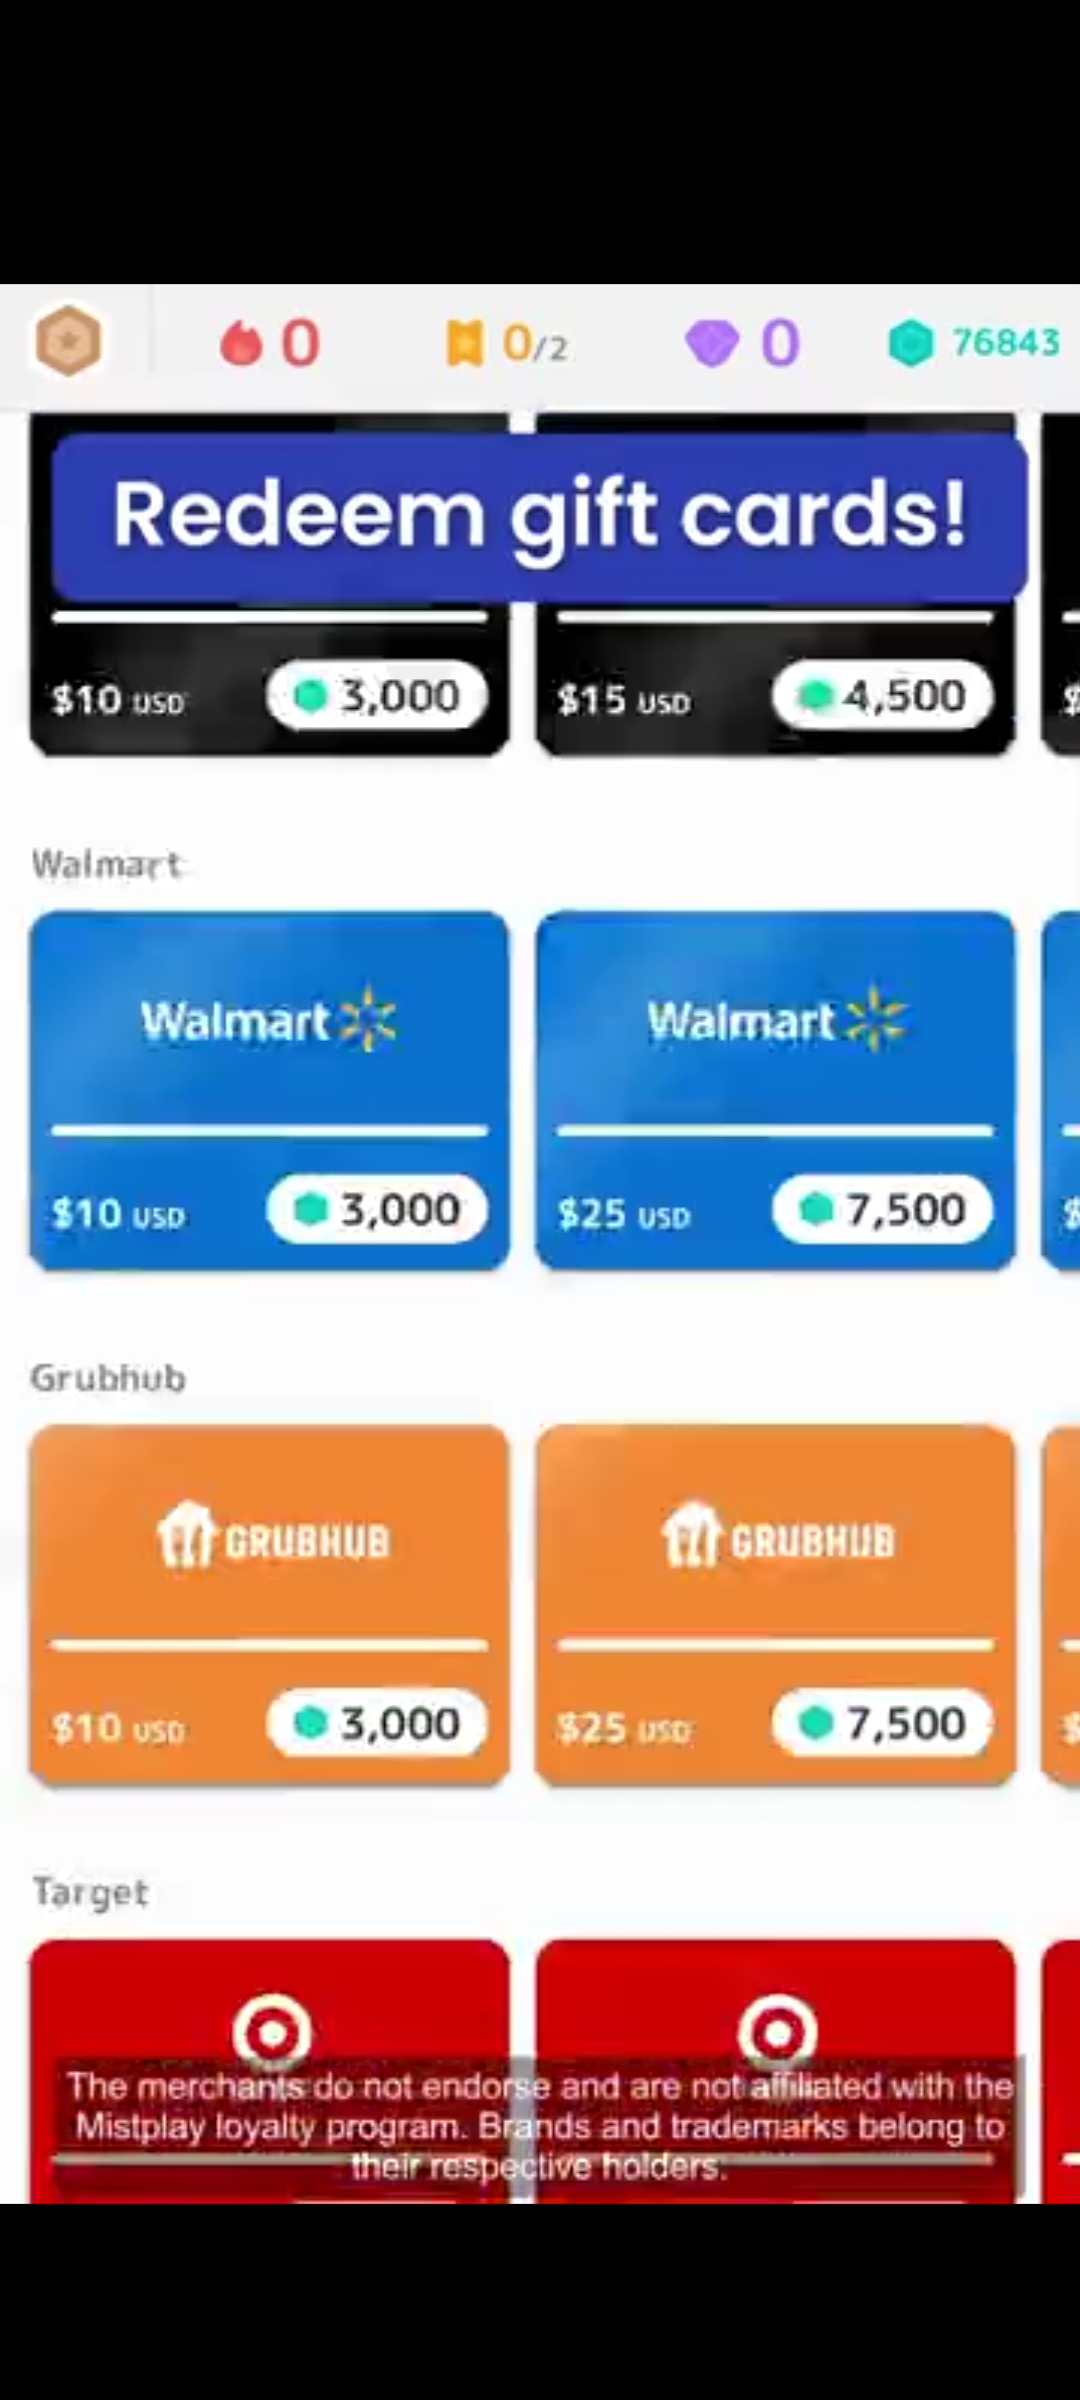 0 0/2 0 76843
Redeem gift cards!
$10 USD 3,000 $15 USD 4,500 $
Walmart
Walmart Walmart
$10 USD 3,000 $25 USD 7,500 $
Grubhub
GRUBHUB GRUBHUB
$10 USD 3,000 $25 USD 7,500 $
Target
The merchants do not endorse and are not affiliated with the
Mistplay loyalty program. Brands and trademarks belong to
their respective holders.